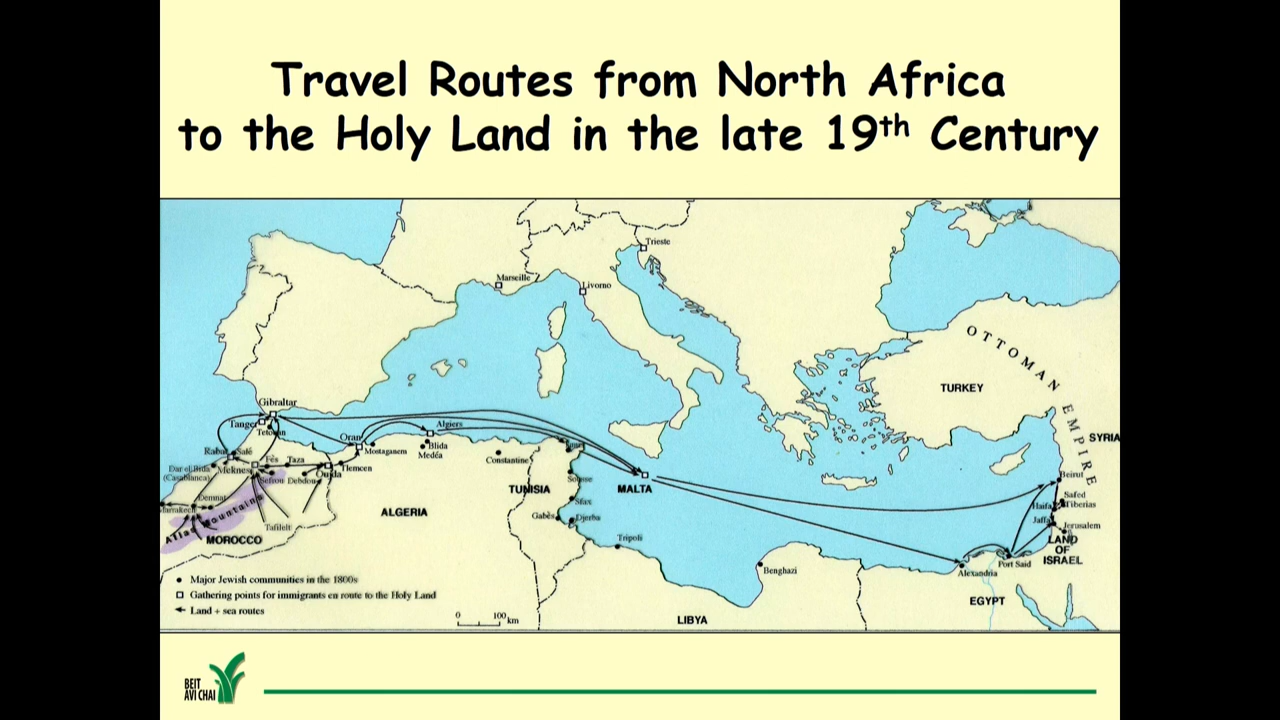 Travel Routes from North Africa
to the Holy Land in the late 19th Century
Trieste
Marseille
Livorno
OTTOMAN EMPIRE
TURKEY
SYRIA
Gibraltar
Tanger
Tetouan
Algiers
Oran
Mostaganem
Blida
Médéa
Constantine
Tunis
Rabat
Salé
Fès
Taza
Meknes
Dar el Bida
(Casablanca)
Sefrou
Debdou
Oujda
Tlemcen
Demnat
Marrakech
Atlas Mountains
Tafilelt
MOROCCO
ALGERIA
TUNISIA
Sousse
Sfax
Gabès
Djerba
Tripoli
MALTA
Beirut
Safed
Haifa
Tiberias
Jaffa
Jerusalem
LAND
OF
ISRAEL
Port Said
Alexandria
Benghazi
EGYPT
LIBYA
Major Jewish communities in the 1800s
Gathering points for immigrants en route to the Holy Land
Land + sea routes
0 100 km
BEIT
AVI CHAI